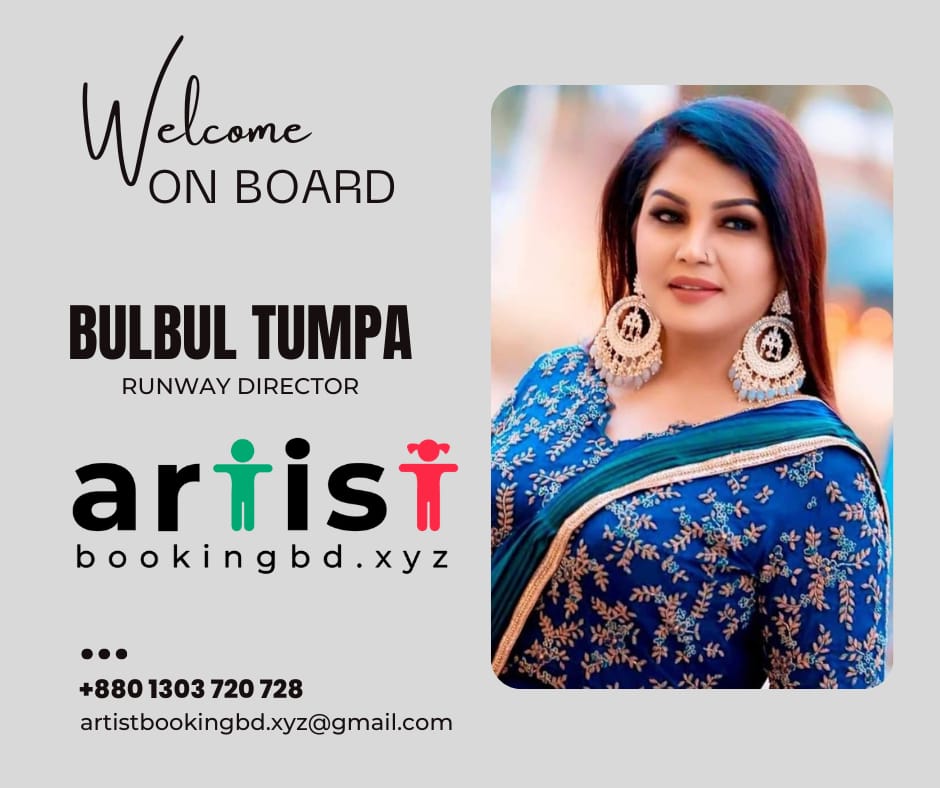 Welcome
ON BOARD
BULBUL TUMPA
RUNWAY DIRECTOR
artist
bookingbd.xyz
+880 1303 720 728
artistbookingbd.xyz@gmail.com